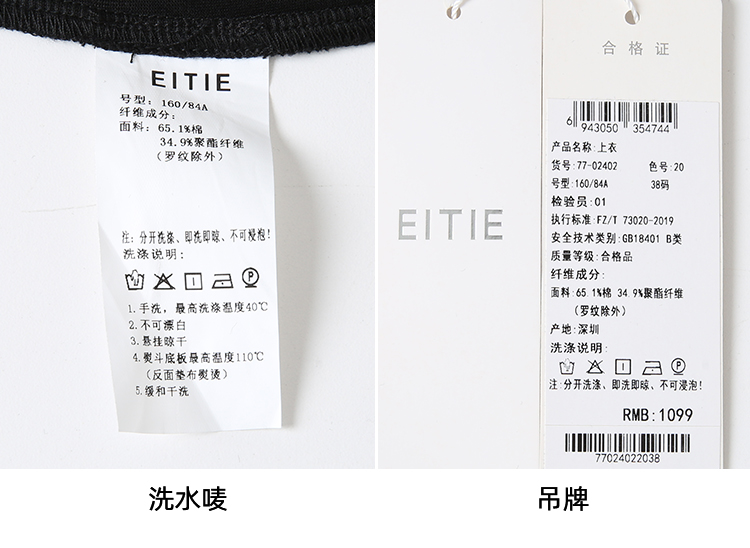 EITIE
号型: 160/84A
纤维成分:
面料: 65.1%棉
34.9%聚酯纤维
(罗纹除外)
注: 分开洗涤、即洗即晾、不可浸泡!
洗涤说明:
1.手洗，最高洗涤温度40℃
2.不可漂白
3.悬挂晾干
4.熨斗底板最高温度110℃
(反面垫布熨烫)
5.缓和干洗
洗水唛
EITIE
合格证
6 943050 354744
产品名称:上衣
货号:77-02402 色号:20
号型:160/84A 38码
检验员:01
执行标准:FZ/T 73020-2019
安全技术类别:GB18401 B类
质量等级:合格品
纤维成分:
面料:65.1%棉 34.9%聚酯纤维
(罗纹除外)
产地:深圳
洗涤说明:
注:分开洗涤、即洗即晾、不可浸泡!
RMB:1099
77024022038
吊牌